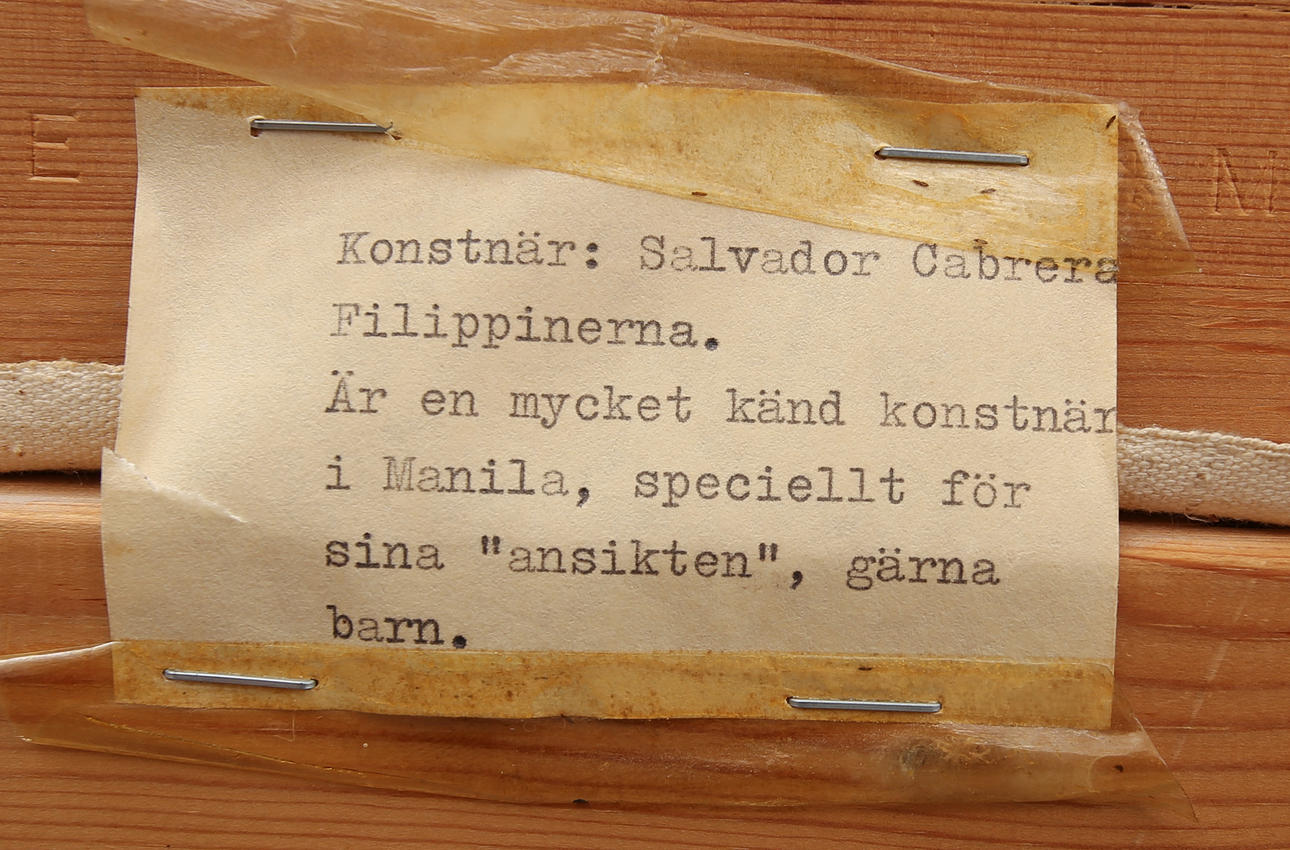 E
M
Konstnär: Salvador Cabrera
Filippinerna.
Är en mycket känd konstnär
i Manila, speciellt för
sina "ansikten", gärna
barn.